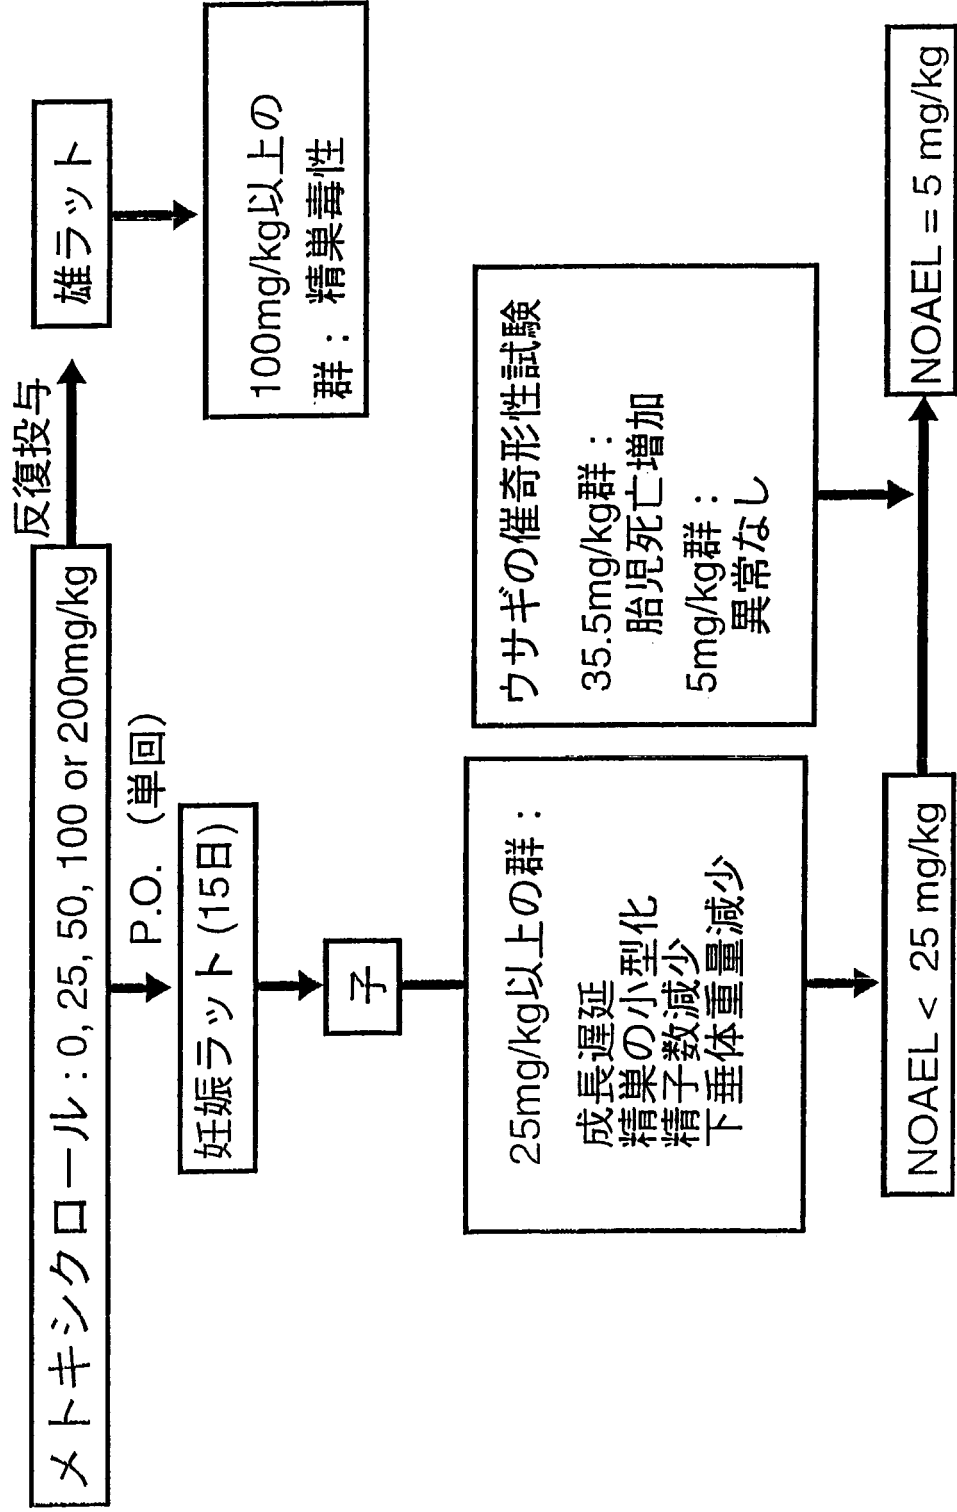 メトキシクロール : 0, 25, 50, 100 or 200mg/kg
反復投与
雄ラット
100mg/kg以上の
群： 精巣毒性
P.O. (単回)
妊娠ラット (15日)
子
25mg/kg以上の群：
成長遅延
精巣の小型化
精子数減少
下垂体重量減少
ウサギの催奇形性試験
35.5mg/kg群：
胎児死亡増加
5mg/kg群：
異常なし
NOAEL < 25 mg/kg
NOAEL = 5 mg/kg